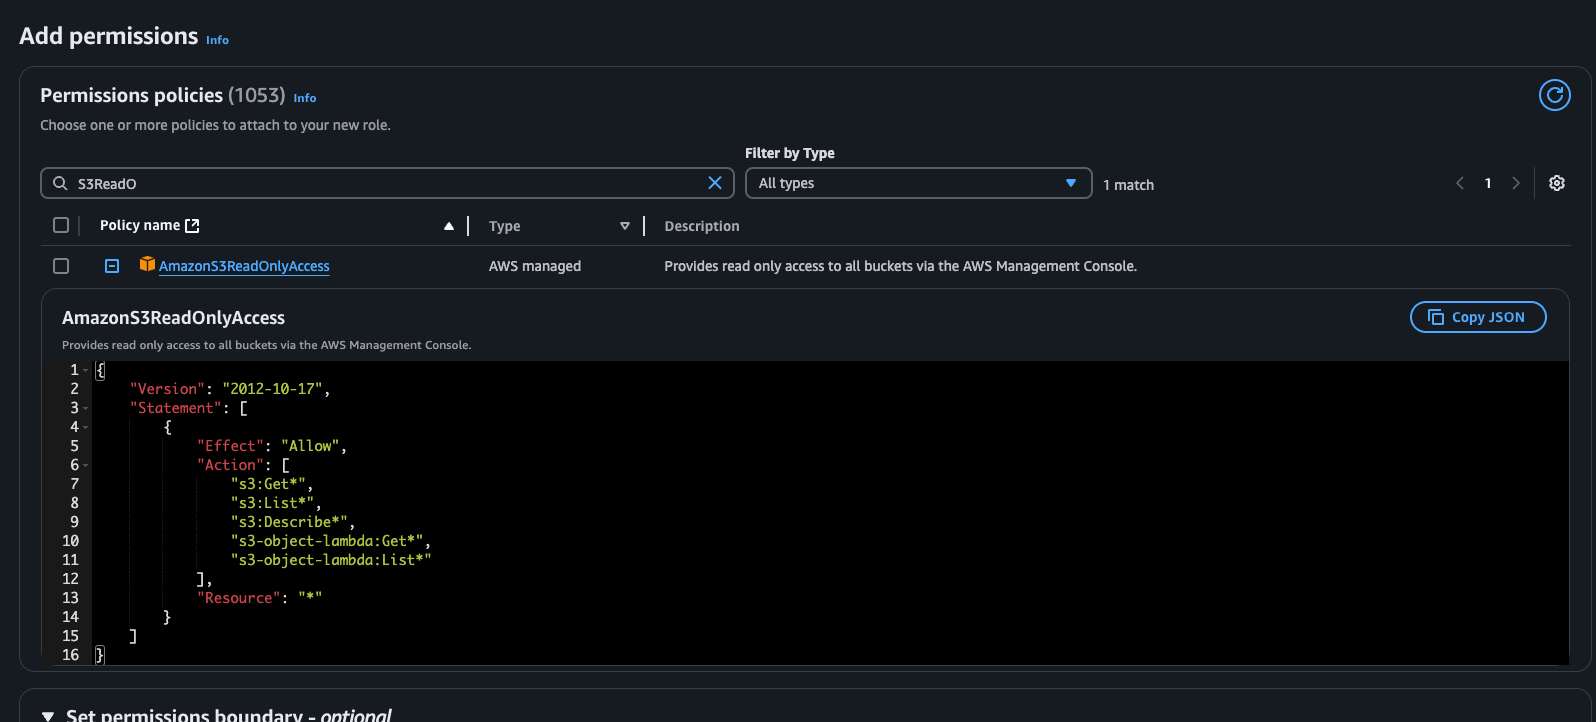 Add permissions Info
Permissions policies (1053) Info
Choose one or more policies to attach to your new role.
Filter by Type
S3ReadO
All types
1 match
1
Policy name
Type
Description
AmazonS3ReadOnlyAccess
AWS managed
Provides read only access to all buckets via the AWS Management Console.
AmazonS3ReadOnlyAccess
Copy JSON
Provides read only access to all buckets via the AWS Management Console.
1 {
2     "Version": "2012-10-17",
3     "Statement": [
4         {
5             "Effect": "Allow",
6             "Action": [
7                 "s3:Get*",
8                 "s3:List*",
9                 "s3:Describe*",
10                 "s3-object-lambda:Get*",
11                 "s3-object-lambda:List*"
12             ],
13             "Resource": "*"
14         }
15     ]
16 }
Set permissions boundary - optional